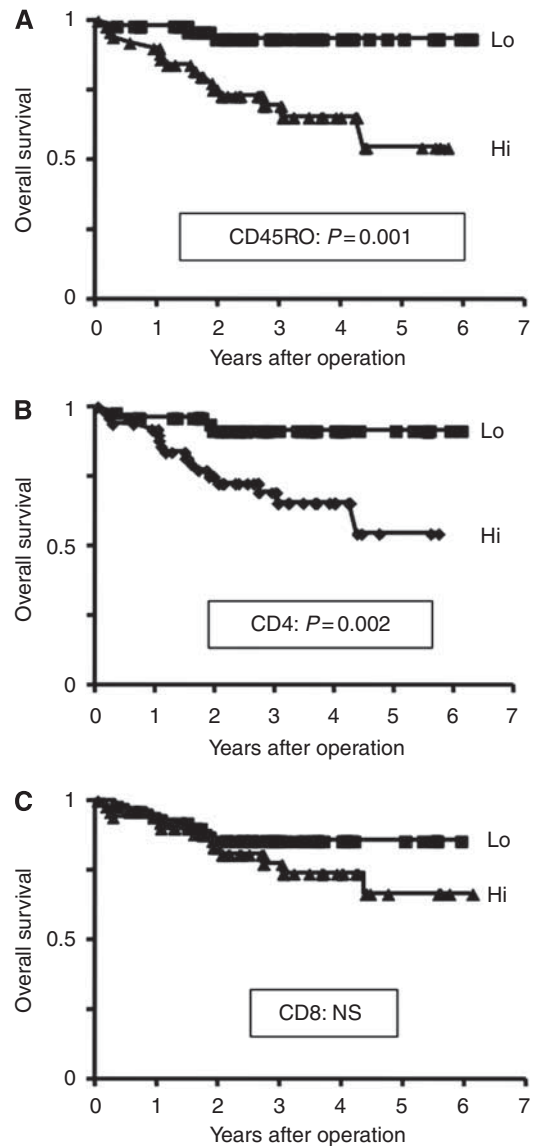 A
Overall survival
1
0.5
0
Lo
Hi
CD45RO: P=0.001
0 1 2 3 4 5 6 7
Years after operation
B
Overall survival
1
0.5
0
Lo
Hi
CD4: P=0.002
0 1 2 3 4 5 6 7
Years after operation
C
Overall survival
1
0.5
0
Lo
Hi
CD8: NS
0 1 2 3 4 5 6 7
Years after operation